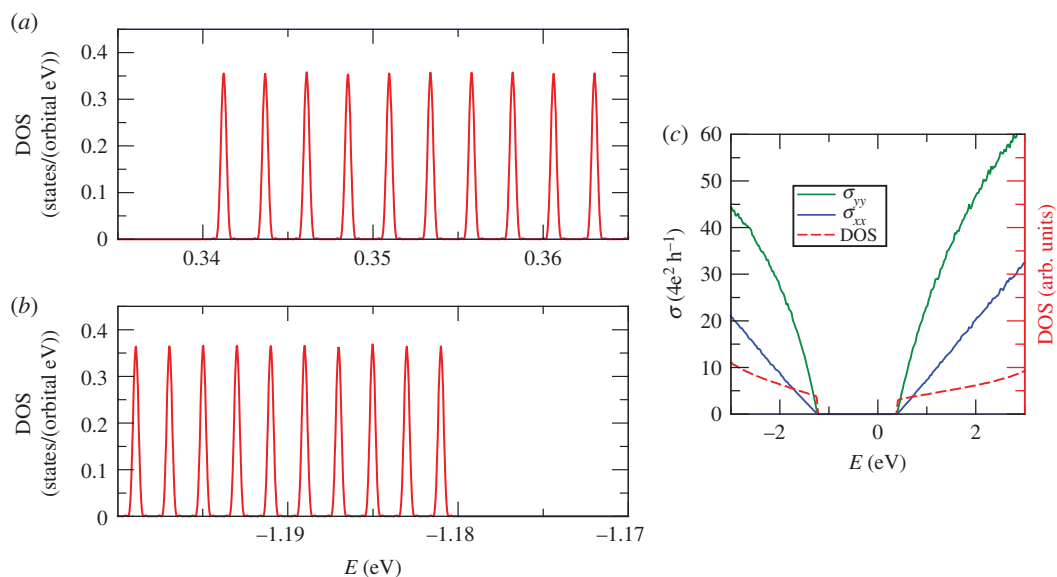 (a)
DOS
(states/(orbital eV))
0.4
0.3
0.2
0.1
0
0.34
0.35
0.36
(b)
DOS
(states/(orbital eV))
0.4
0.3
0.2
0.1
0
−1.19
−1.18
−1.17
E (eV)
(c)
σ (4e² h⁻¹)
60
50
40
30
20
10
0
σyy
σxx
DOS
−2
0
2
E (eV)
DOS (arb. units)